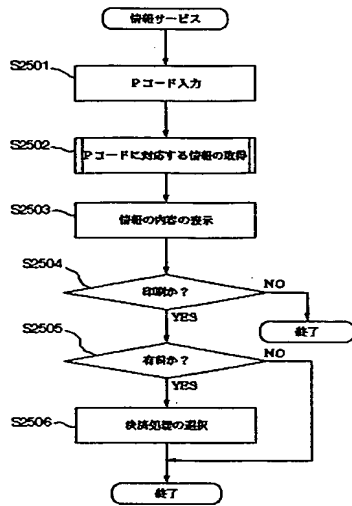 情報サービス
S2501
Pコード入力
S2502
Pコードに対応する情報の取得
S2503
情報の内容の表示
S2504
印刷か?
NO
YES
終了
S2505
有料か?
NO
YES
S2506
決済処理の選択
終了